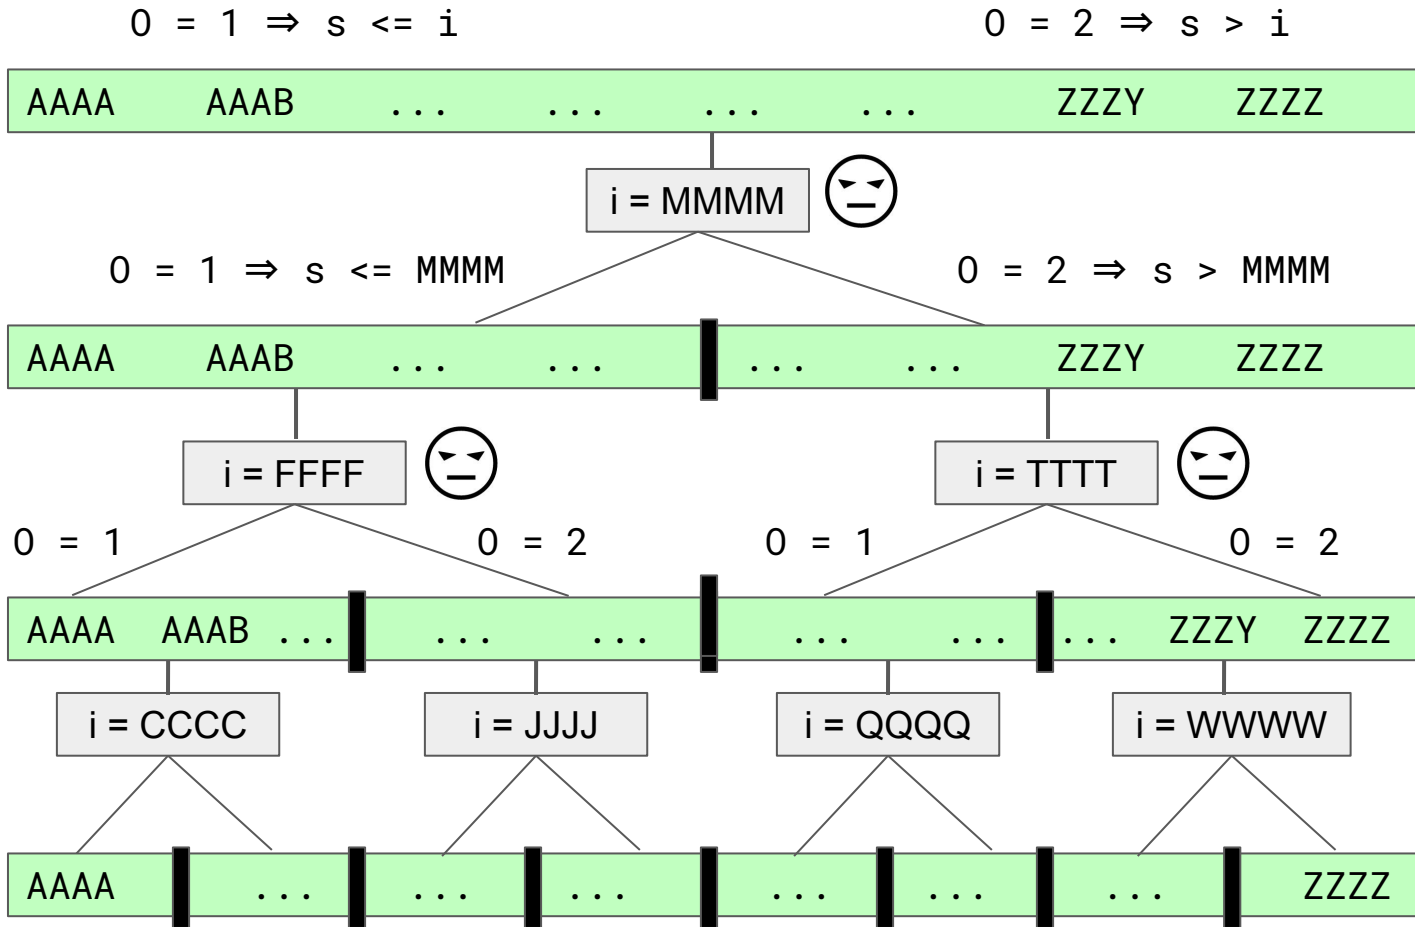 O = 1 ⇒ s <= i O = 2 ⇒ s > i
AAAA AAAB ... ... ... ... ZZZY ZZZZ
i = MMMM
O = 1 ⇒ s <= MMMM O = 2 ⇒ s > MMMM
AAAA AAAB ... ... ... ... ZZZY ZZZZ
i = FFFF i = TTTT
O = 1 O = 2 O = 1 O = 2
AAAA AAAB ... ... ... ... ... ... ZZZY ZZZZ
i = CCCC i = JJJJ i = QQQQ i = WWWW
AAAA ... ... ... ... ... ... ZZZZ